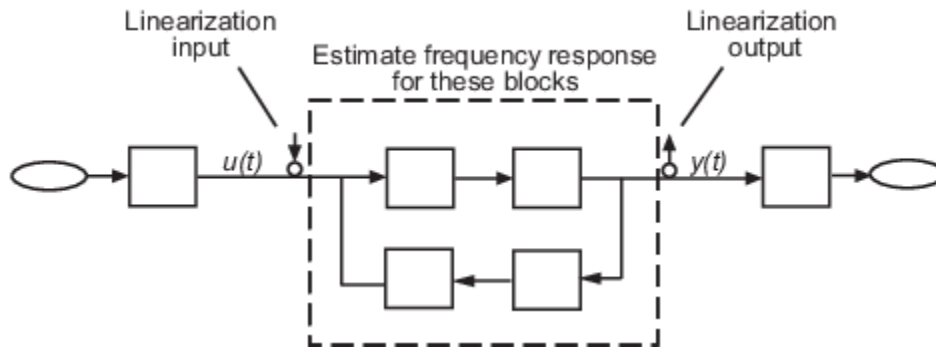 Linearization
input
Estimate frequency response
for these blocks
Linearization
output
u(t)
y(t)